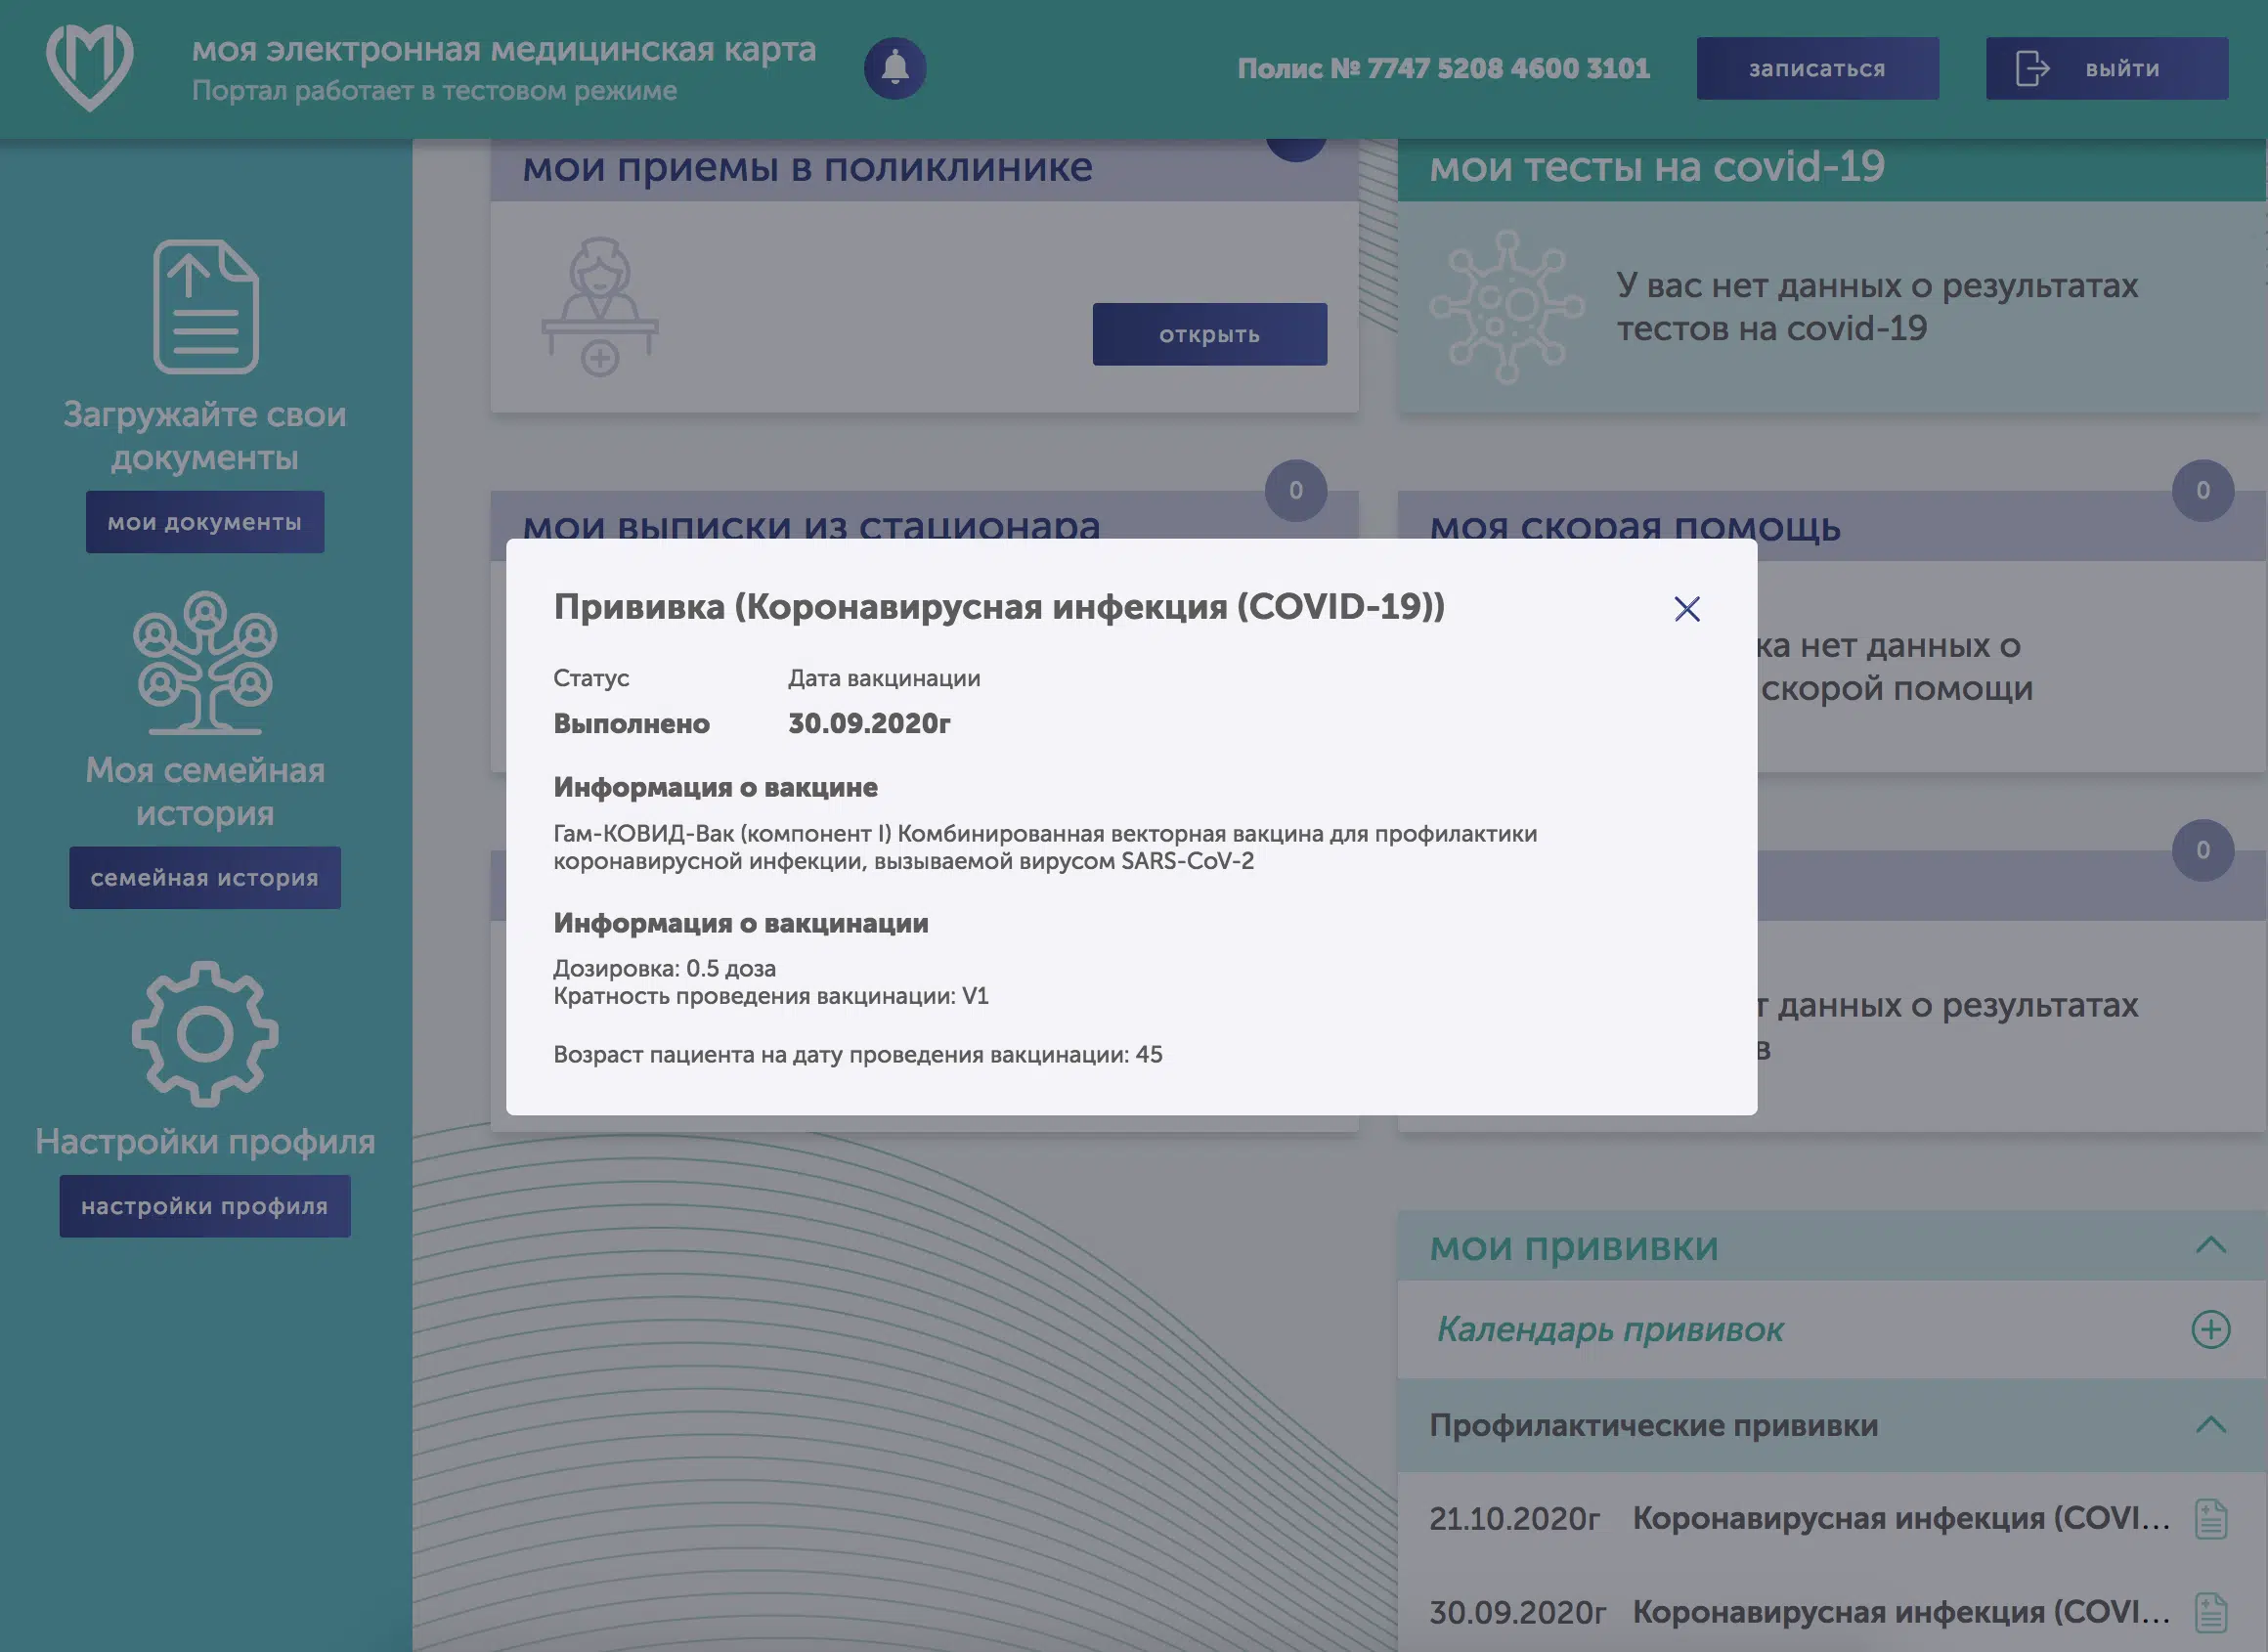 моя электронная медицинская карта
Портал работает в тестовом режиме
Полис № 7747 5208 4600 3101
записаться
выйти
Загружайте свои
документы
мои документы
Моя семейная
история
семейная история
Настройки профиля
настройки профиля
мои приемы в поликлинике
открыть
мои тесты на covid-19
У вас нет данных о результатах
тестов на covid-19
0
мои выписки из стационара
0
моя скорая помощь
нет данных о
скорой помощи
Прививка (Коронавирусная инфекция (COVID-19))
Статус
Дата вакцинации
Выполнено
30.09.2020г
Информация о вакцине
Гам-КОВИД-Вак (компонент I) Комбинированная векторная вакцина для профилактики
коронавирусной инфекции, вызываемой вирусом SARS-CoV-2
Информация о вакцинации
Дозировка: 0.5 доза
Кратность проведения вакцинации: V1
Возраст пациента на дату проведения вакцинации: 45
0
данных о результатах
мои прививки
Календарь прививок
Профилактические прививки
21.10.2020г Коронавирусная инфекция (COVI...
30.09.2020г Коронавирусная инфекция (COVI...